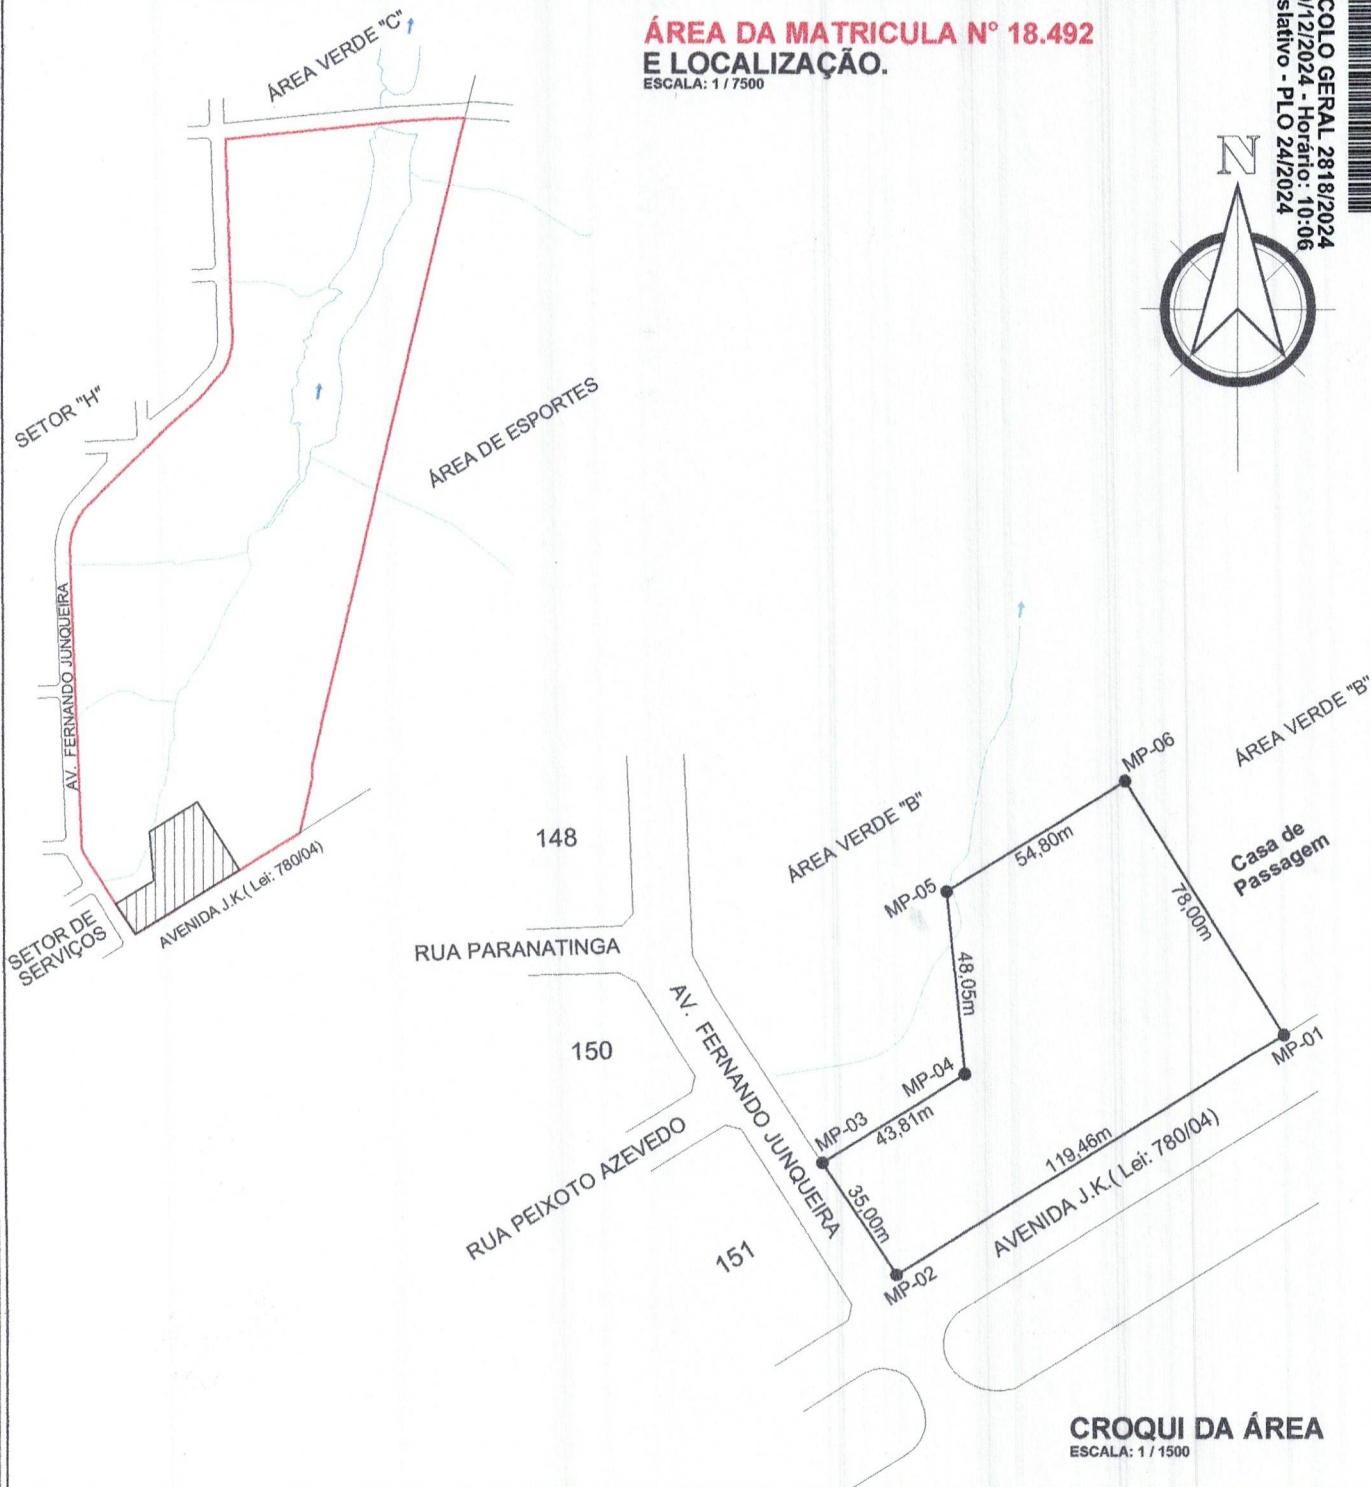 ÁREA DA MATRICULA N° 18.492
E LOCALIZAÇÃO.
ESCALA: 1 / 7500
COLO GERAL 2818/2024
/12/2024 - Horário: 10:06
slativo - PLO 24/2024
N
ÁREA VERDE "C"
SETOR "H"
ÁREA DE ESPORTES
AV. FERNANDO JUNQUEIRA
SETOR DE
SERVIÇOS
AVENIDA J.K.( Lei: 780/04)
148
RUA PARANATINGA
150
AV. FERNANDO JUNQUEIRA
RUA PEIXOTO AZEVEDO
151
ÁREA VERDE "B"
ÁREA VERDE "B"
Casa de
Passagem
MP-06
54,80m
MP-05
78,00m
48,05m
MP-01
MP-04
43,81m
MP-03
35,00m
119,46m
MP-02
AVENIDA J.K.( Lei: 780/04)
CROQUI DA ÁREA
ESCALA: 1 / 1500